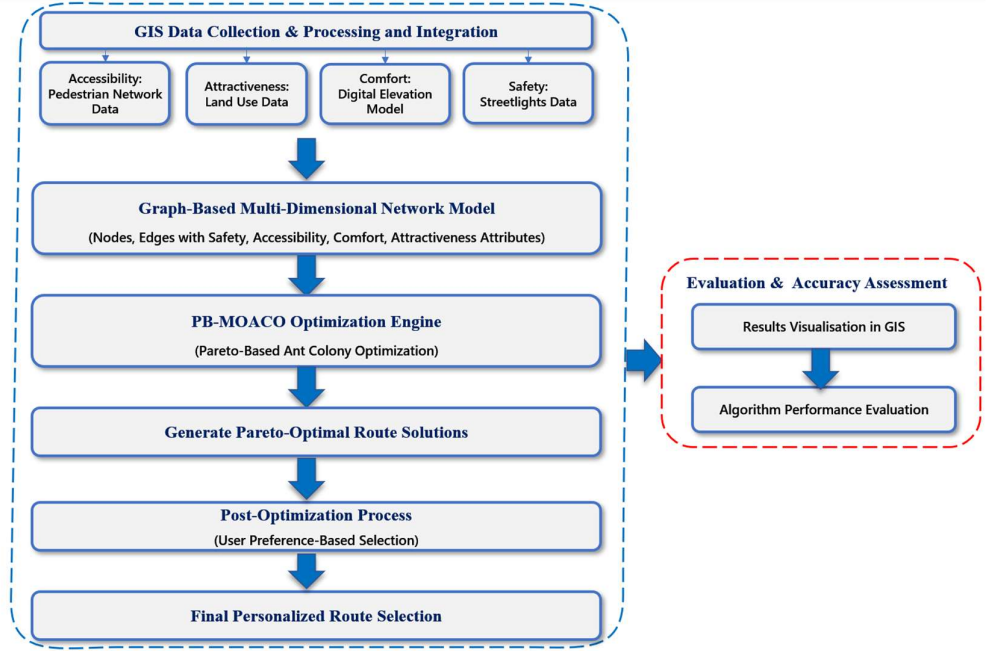 GIS Data Collection & Processing and Integration
Accessibility:
Pedestrian Network
Data
Attractiveness:
Land Use Data
Comfort:
Digital Elevation
Model
Safety:
Streetlights Data
Graph-Based Multi-Dimensional Network Model
(Nodes, Edges with Safety, Accessibility, Comfort, Attractiveness Attributes)
PB-MOACO Optimization Engine
(Pareto-Based Ant Colony Optimization)
Generate Pareto-Optimal Route Solutions
Post-Optimization Process
(User Preference-Based Selection)
Final Personalized Route Selection
Evaluation & Accuracy Assessment
Results Visualisation in GIS
Algorithm Performance Evaluation